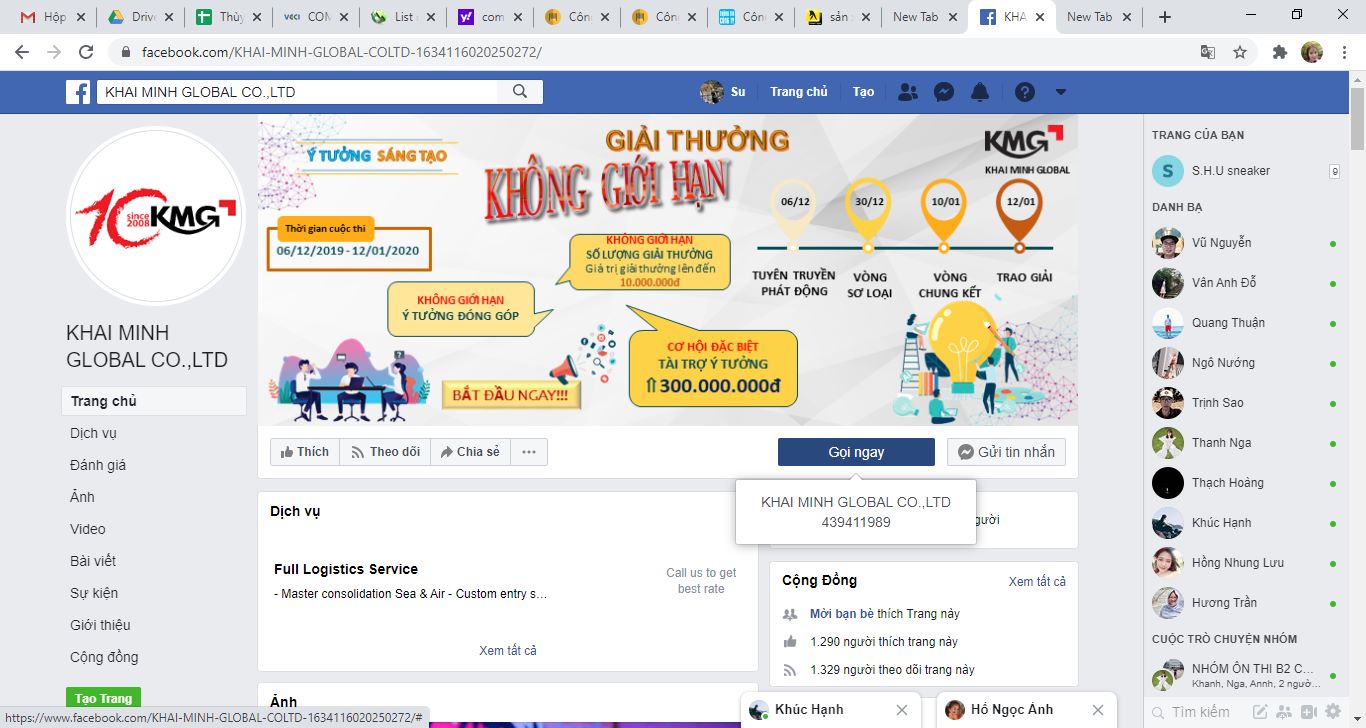 Hộp
Drive
Thùy
VCCI
CON
List
com
Côn
Côn
Côn
sản
New Tab
KHA
New Tab
facebook.com/KHAI-MINH-GLOBAL-COLTD-1634116020250272/
KHAI MINH GLOBAL CO.,LTD
Su
Trang chủ
Tạo
Ý TƯỞNG SÁNG TẠO
GIẢI THƯỞNG
KHÔNG GIỚI HẠN
KMG
KHAI MINH GLOBAL
Thời gian cuộc thi
06/12/2019 - 12/01/2020
KHÔNG GIỚI HẠN
SỐ LƯỢNG GIẢI THƯỞNG
Giá trị giải thưởng lên đến
10.000.000đ
KHÔNG GIỚI HẠN
Ý TƯỞNG ĐÓNG GÓP
CƠ HỘI ĐẶC BIỆT
TÀI TRỢ Ý TƯỞNG
⇧300.000.000đ
BẮT ĐẦU NGAY!!!
06/12
30/12
10/01
12/01
TUYÊN TRUYỀN
PHÁT ĐỘNG
VÒNG
SƠ LOẠI
VÒNG
CHUNG KẾT
TRAO GIẢI
10 since
2008 KMG
KHAI MINH
GLOBAL CO.,LTD
Trang chủ
Dịch vụ
Đánh giá
Ảnh
Video
Bài viết
Sự kiện
Giới thiệu
Cộng đồng
Tạo Trang
Thích
Theo dõi
Chia sẻ
Gọi ngay
Gửi tin nhắn
KHAI MINH GLOBAL CO.,LTD
439411989
gười
Dịch vụ
Full Logistics Service
- Master consolidation Sea & Air - Custom entry s...
Call us to get
best rate
Xem tất cả
Ảnh
Cộng Đồng
Xem tất cả
Mời bạn bè thích Trang này
1.290 người thích trang này
1.329 người theo dõi trang này
TRANG CỦA BẠN
S
S.H.U sneaker
9
DANH BẠ
Vũ Nguyễn
Vân Anh Đỗ
Quang Thuận
Ngô Nướng
Trịnh Sao
Thanh Nga
Thạch Hoàng
Khúc Hạnh
Hồng Nhung Lưu
Hương Trần
CUỘC TRÒ CHUYỆN NHÓM
NHÓM ÔN THI B2 C...
Khanh, Nga, Annh, 2 ngườ...
Tìm kiếm
Khúc Hạnh
Hồ Ngọc Ánh
https://www.facebook.com/KHAI-MINH-GLOBAL-COLTD-1634116020250272/#